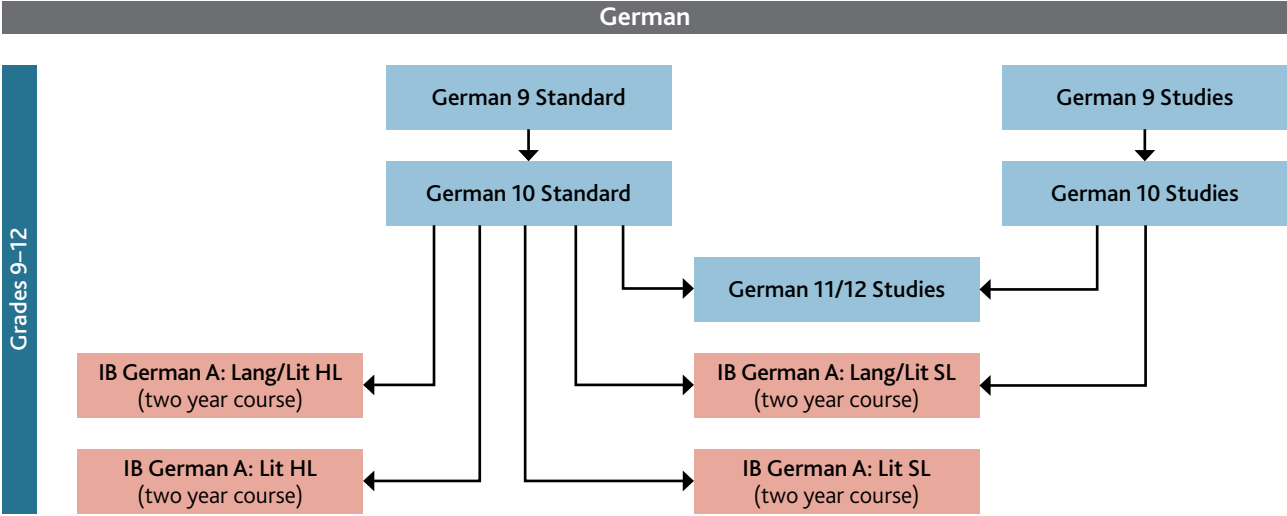 German
Grades 9–12
German 9 Standard
German 9 Studies
German 10 Standard
German 10 Studies
German 11/12 Studies
IB German A: Lang/Lit HL
(two year course)
IB German A: Lang/Lit SL
(two year course)
IB German A: Lit HL
(two year course)
IB German A: Lit SL
(two year course)